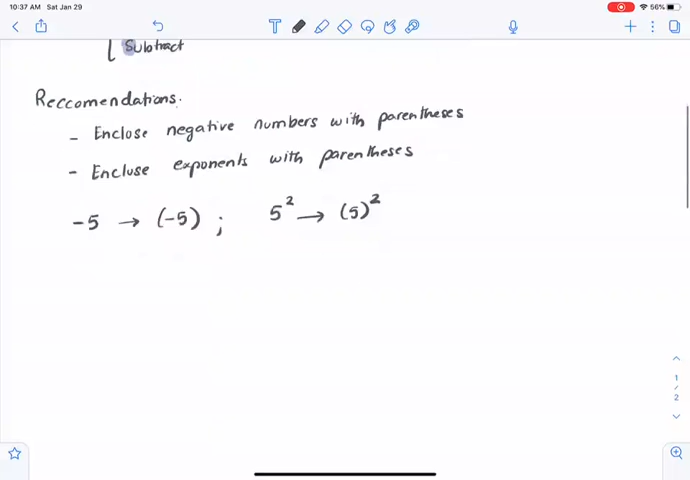 10:37 AM Sat Jan 29
56%
Subtract
Reccomendations:
- Enclose negative numbers with parentheses
- Encluse exponents with parentheses
-5 → (-5) ; 5² → (5)²
1
/
2